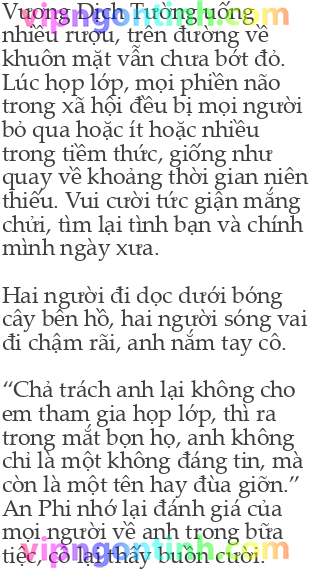 Vương Dịch Tường uống
nhiều rượu, trên đường về
khuôn mặt vẫn chưa bớt đỏ.
Lúc họp lớp, mọi phiền não
trong xã hội đều bị mọi người
bỏ qua hoặc ít hoặc nhiều
trong tiềm thức, giống như
quay về khoảng thời gian niên
thiếu. Vui cười tức giận mắng
chửi, tìm lại tình bạn và chính
mình ngày xưa.

Hai người đi dọc dưới bóng
cây bên hồ, hai người sóng vai
đi chậm rãi, anh nắm tay cô.

“Chả trách anh lại không cho
em tham gia họp lớp, thì ra
trong mắt bọn họ, anh không
chỉ là một không đáng tin, mà
còn là một tên hay đùa giỡn.”
An Phi nhớ lại đánh giá của
mọi người về anh trong bữa
tiệc, cô lại thấy buồn cười.
vipngontinh.com
vipngontinh.com